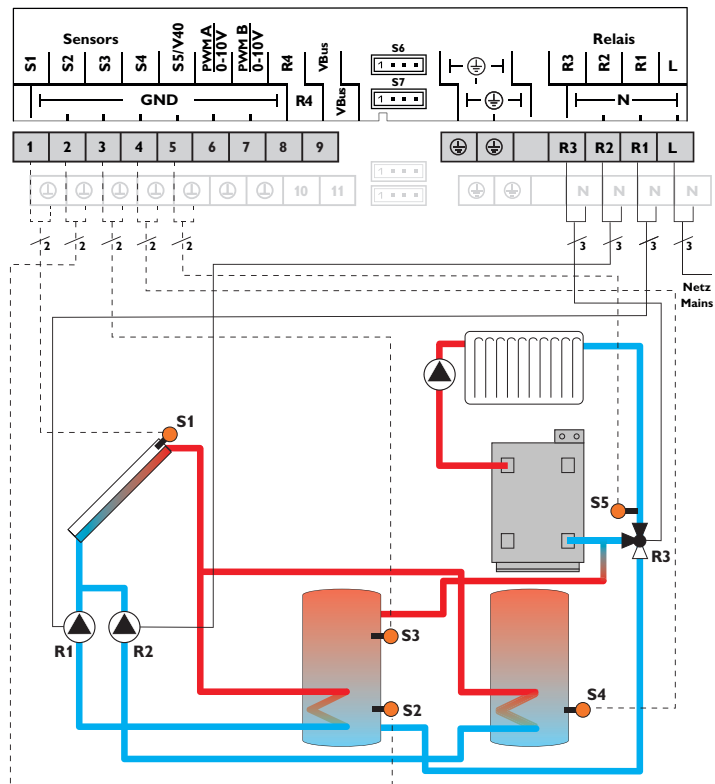 Sensors
Relais
S1 S2 S3 S4 S5/V40 PWM A 0-10V PWM B 0-10V R4 VBus
S6
R3 R2 R1 L
S7
GND
R4
VBus
N
1 2 3 4 5 6 7 8 9
R3 R2 R1 L
1
1
10 11
N N N N
2 2 2 2 2
3 3 3 3
Netz
Mains
S1
S5
R3
S3
R1
R2
S2
S4